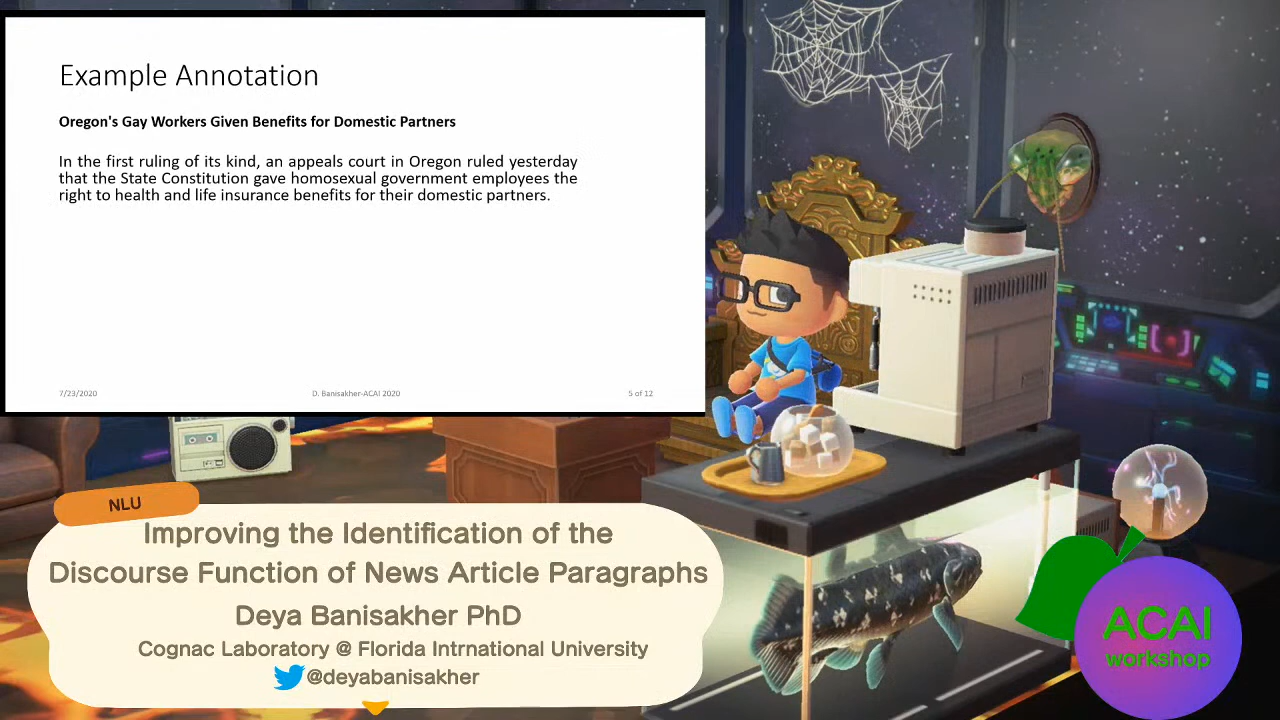 Example Annotation
Oregon's Gay Workers Given Benefits for Domestic Partners
In the first ruling of its kind, an appeals court in Oregon ruled yesterday
that the State Constitution gave homosexual government employees the
right to health and life insurance benefits for their domestic partners.
7/23/2020 D. Banisakher-ACAI 2020 5 of 12
NLU
Improving the Identification of the
Discourse Function of News Article Paragraphs
Deya Banisakher PhD
Cognac Laboratory @ Florida Intrnational University
@deyabanisakher
ACAI
workshop